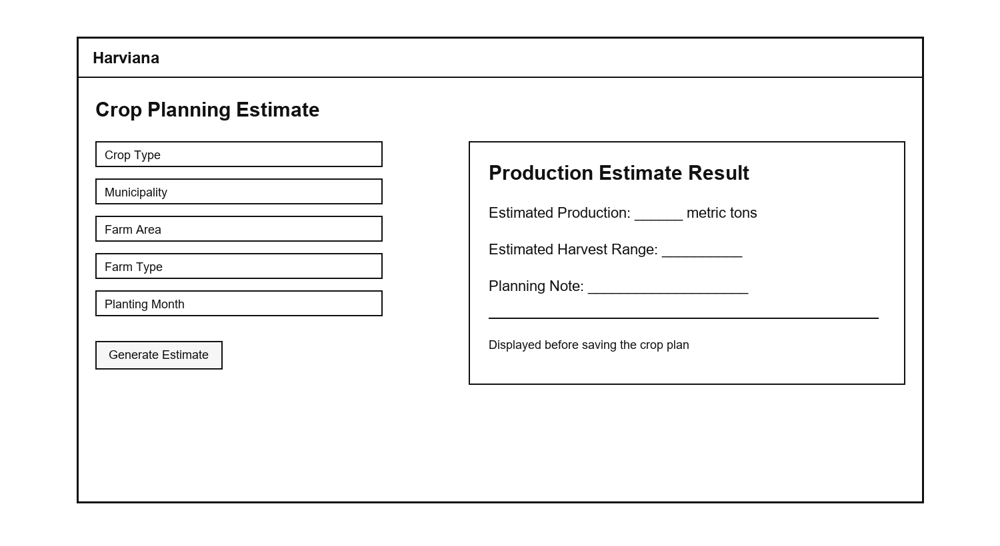 Harviana
Crop Planning Estimate
Crop Type
Municipality
Farm Area
Farm Type
Planting Month
Generate Estimate
Production Estimate Result
Estimated Production: ______ metric tons
Estimated Harvest Range: __________
Planning Note: ____________________
Displayed before saving the crop plan